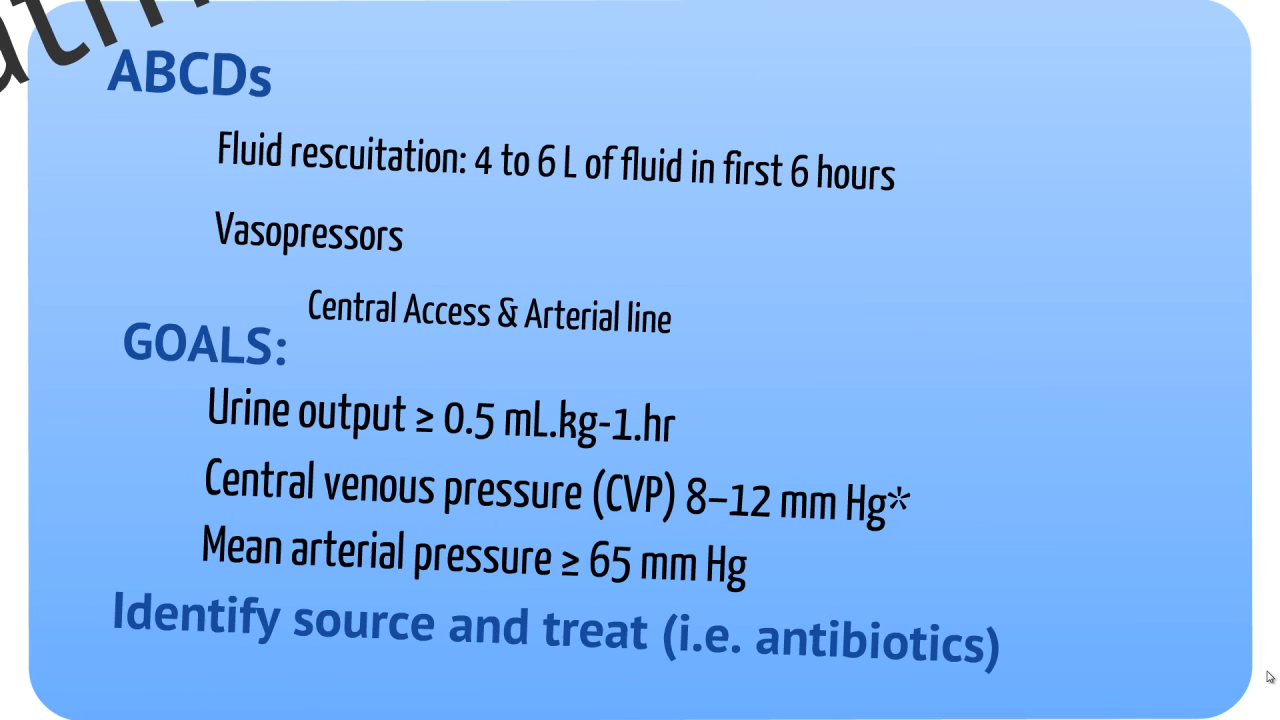 ABCDs
Fluid rescuitation: 4 to 6 L of fluid in first 6 hours
Vasopressors
Central Access & Arterial line
GOALS:
Urine output ≥ 0.5 mL.kg-1.hr
Central venous pressure (CVP) 8–12 mm Hg*
Mean arterial pressure ≥ 65 mm Hg
Identify source and treat (i.e. antibiotics)